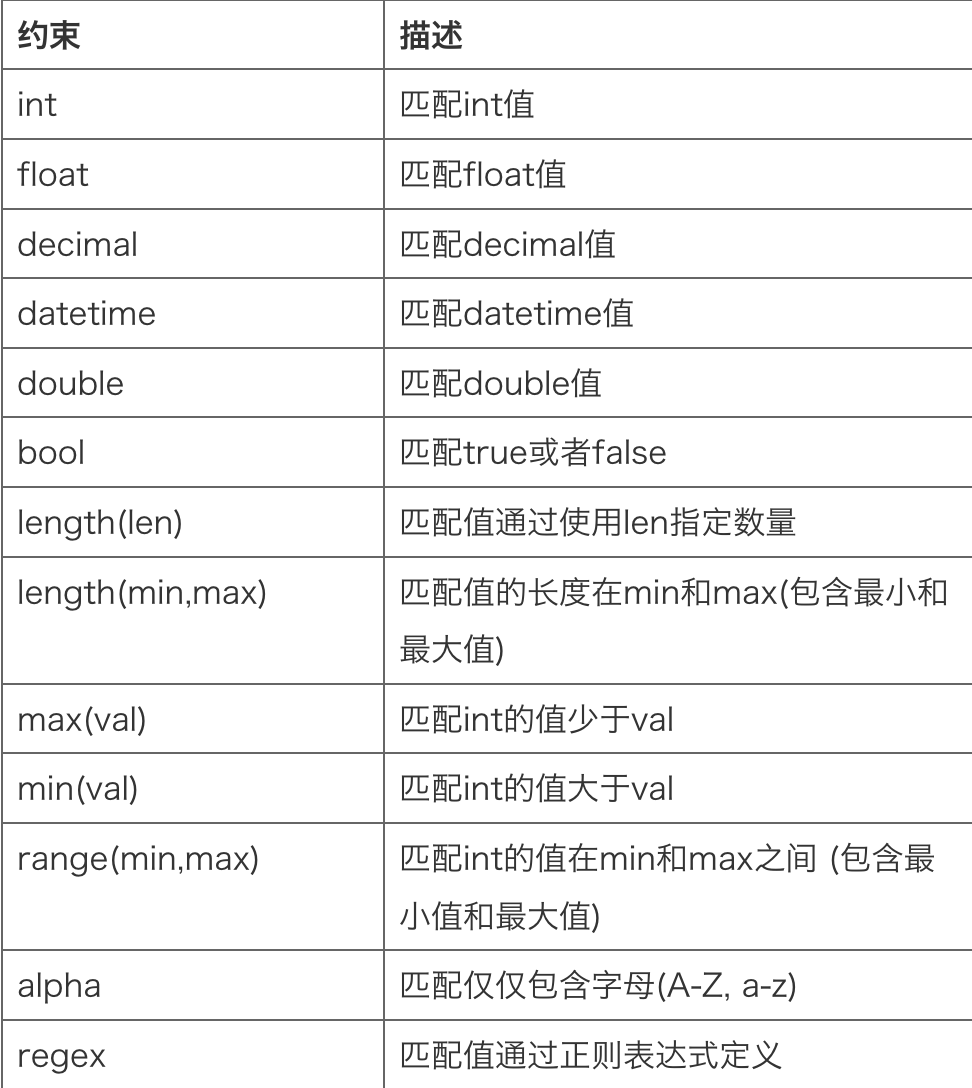 约束 描述
int 匹配int值
float 匹配float值
decimal 匹配decimal值
datetime 匹配datetime值
double 匹配double值
bool 匹配true或者false
length(len) 匹配值通过使用len指定数量
length(min,max) 匹配值的长度在min和max(包含最小和
最大值)
max(val) 匹配int的值少于val
min(val) 匹配int的值大于val
range(min,max) 匹配int的值在min和max之间 (包含最
小值和最大值)
alpha 匹配仅仅包含字母(A-Z, a-z)
regex 匹配值通过正则表达式定义